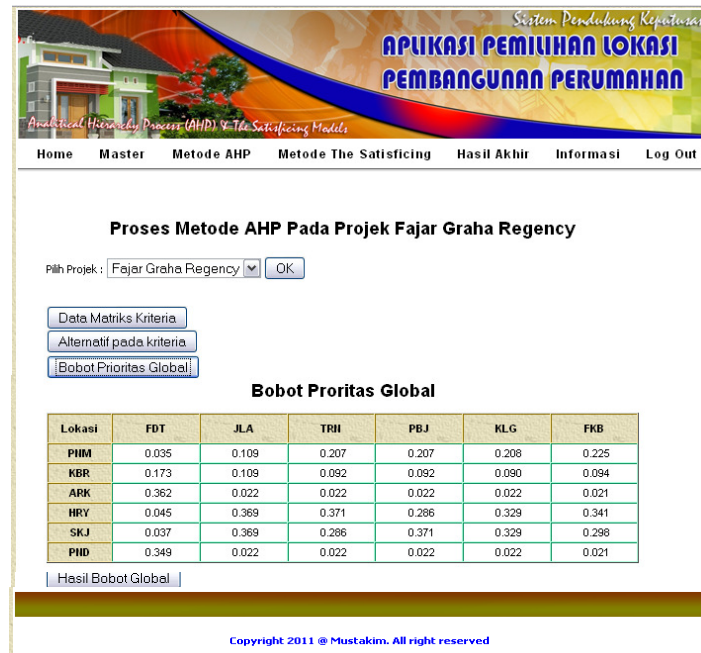 Sistem Pendukung Keputusan
APLIKASI PEMILIHAN LOKASI
PEMBANGUNAN PERUMAHAN
Analitical Hierarchy Process (AHP) & The Satisficing Models
Home Master Metode AHP Metode The Satisficing Hasil Akhir Informasi Log Out
Proses Metode AHP Pada Projek Fajar Graha Regency
Pilih Projek : Fajar Graha Regency OK
Data Matriks Kriteria
Alternatif pada kriteria
Bobot Prioritas Global
Bobot Proritas Global
Lokasi FDT JLA TRN PBJ KLG FKB
PNM 0.035 0.109 0.207 0.207 0.208 0.225
KBR 0.173 0.109 0.092 0.092 0.090 0.094
ARK 0.362 0.022 0.022 0.022 0.022 0.021
HRY 0.045 0.369 0.371 0.286 0.329 0.341
SKJ 0.037 0.369 0.286 0.371 0.329 0.298
PND 0.349 0.022 0.022 0.022 0.022 0.021
Hasil Bobot Global
Copyright 2011 @ Mustakim. All right reserved